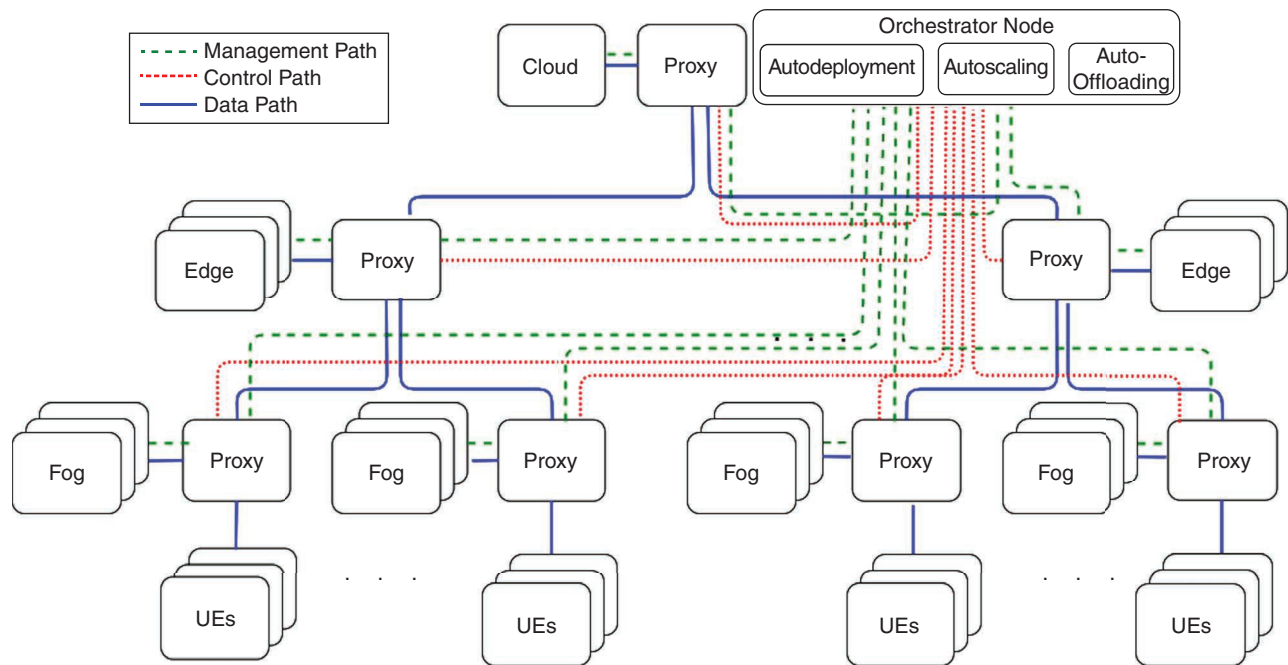 Orchestrator Node
Management Path
Control Path
Data Path
Cloud
Proxy
Autodeployment
Autoscaling
Auto-
Offloading
Edge
Proxy
Proxy
Edge
. . .
Fog
Proxy
Fog
Proxy
Fog
Proxy
Fog
Proxy
UEs
. . .
UEs
UEs
. . .
UEs